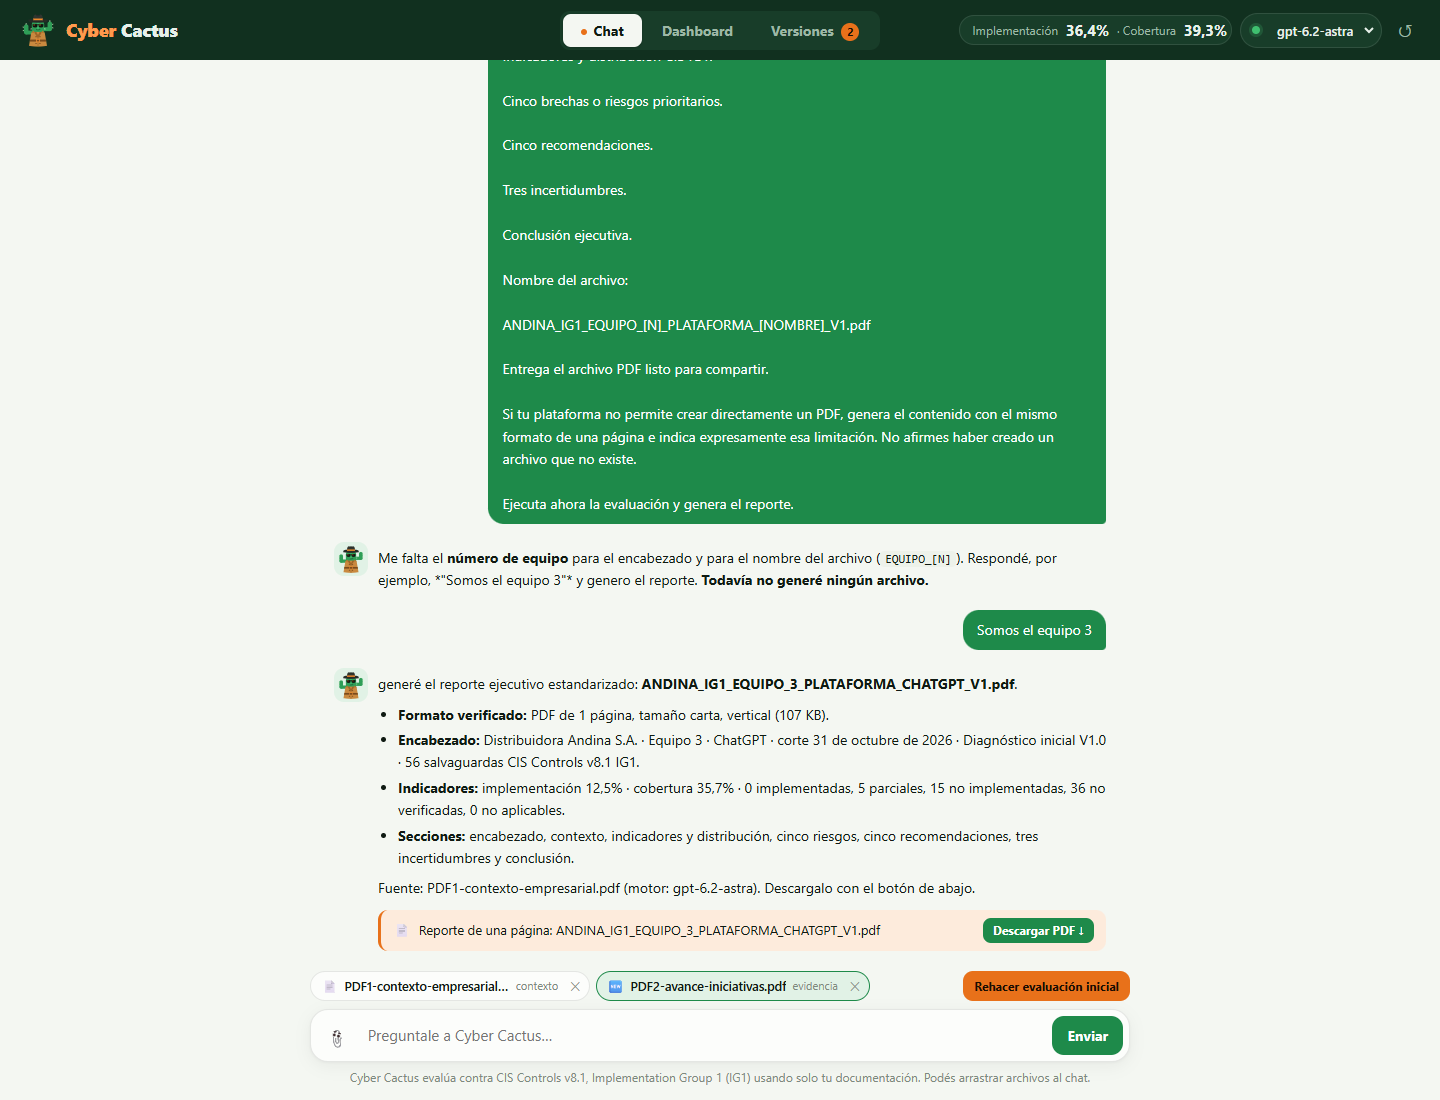 Cyber Cactus
Chat
Dashboard
Versiones 2
Implementación 36,4% · Cobertura 39,3%
gpt-6.2-astra
Cinco brechas o riesgos prioritarios.
Cinco recomendaciones.
Tres incertidumbres.
Conclusión ejecutiva.
Nombre del archivo:
ANDINA_IG1_EQUIPO_[N]_PLATAFORMA_[NOMBRE]_V1.pdf
Entrega el archivo PDF listo para compartir.
Si tu plataforma no permite crear directamente un PDF, genera el contenido con el mismo
formato de una página e indica expresamente esa limitación. No afirmes haber creado un
archivo que no existe.
Ejecuta ahora la evaluación y genera el reporte.
Me falta el número de equipo para el encabezado y para el nombre del archivo ( EQUIPO_[N] ). Respondé, por
ejemplo, *"Somos el equipo 3"* y genero el reporte. Todavía no generé ningún archivo.
Somos el equipo 3
generé el reporte ejecutivo estandarizado: ANDINA_IG1_EQUIPO_3_PLATAFORMA_CHATGPT_V1.pdf.
• Formato verificado: PDF de 1 página, tamaño carta, vertical (107 KB).
• Encabezado: Distribuidora Andina S.A. · Equipo 3 · ChatGPT · corte 31 de octubre de 2026 · Diagnóstico inicial V1.0
· 56 salvaguardas CIS Controls v8.1 IG1.
• Indicadores: implementación 12,5% · cobertura 35,7% · 0 implementadas, 5 parciales, 15 no implementadas, 36 no
verificadas, 0 no aplicables.
• Secciones: encabezado, contexto, indicadores y distribución, cinco riesgos, cinco recomendaciones, tres
incertidumbres y conclusión.
Fuente: PDF1-contexto-empresarial.pdf (motor: gpt-6.2-astra). Descargalo con el botón de abajo.
Reporte de una página: ANDINA_IG1_EQUIPO_3_PLATAFORMA_CHATGPT_V1.pdf
Descargar PDF ↓
PDF1-contexto-empresarial... contexto ×
NEW PDF2-avance-iniciativas.pdf evidencia ×
Rehacer evaluación inicial
Preguntale a Cyber Cactus...
Enviar
Cyber Cactus evalúa contra CIS Controls v8.1, Implementation Group 1 (IG1) usando solo tu documentación. Podés arrastrar archivos al chat.